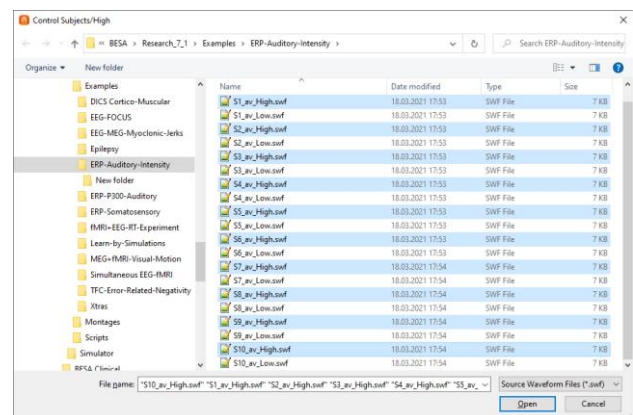 Control Subjects/High
« BESA › Research_7_1 › Examples › ERP-Auditory-Intensity ›
Search ERP-Auditory-Intensity
Organize
New folder
Examples
DICS Cortico-Muscular
EEG-FOCUS
EEG-MEG-Myoclonic-Jerks
Epilepsy
ERP-Auditory-Intensity
New folder
ERP-P300-Auditory
ERP-Somatosensory
fMRI+EEG-RT-Experiment
Learn-by-Simulations
MEG+fMRI-Visual-Motion
Simultaneous EEG-fMRI
TFC-Error-Related-Negativity
Xtras
Montages
Scripts
Simulator
BESA Clinical
Name Date modified Type Size
S1_av_High.swf 18.03.2021 17:53 SWF File 7 KB
S1_av_Low.swf 18.03.2021 17:53 SWF File 7 KB
S2_av_High.swf 18.03.2021 17:53 SWF File 7 KB
S2_av_Low.swf 18.03.2021 17:53 SWF File 7 KB
S3_av_High.swf 18.03.2021 17:53 SWF File 7 KB
S3_av_Low.swf 18.03.2021 17:53 SWF File 7 KB
S4_av_High.swf 18.03.2021 17:53 SWF File 7 KB
S4_av_Low.swf 18.03.2021 17:53 SWF File 7 KB
S5_av_High.swf 18.03.2021 17:53 SWF File 7 KB
S5_av_Low.swf 18.03.2021 17:53 SWF File 7 KB
S6_av_High.swf 18.03.2021 17:53 SWF File 7 KB
S6_av_Low.swf 18.03.2021 17:53 SWF File 7 KB
S7_av_High.swf 18.03.2021 17:54 SWF File 7 KB
S7_av_Low.swf 18.03.2021 17:54 SWF File 7 KB
S8_av_High.swf 18.03.2021 17:54 SWF File 7 KB
S8_av_Low.swf 18.03.2021 17:54 SWF File 7 KB
S9_av_High.swf 18.03.2021 17:54 SWF File 7 KB
S9_av_Low.swf 18.03.2021 17:54 SWF File 7 KB
S10_av_High.swf 18.03.2021 17:54 SWF File 7 KB
S10_av_Low.swf 18.03.2021 17:54 SWF File 7 KB
File name: "S10_av_High.swf" "S1_av_High.swf" "S2_av_High.swf" "S3_av_High.swf" "S4_av_High.swf" "S5_av_
Source Waveform Files (*.swf)
Open Cancel